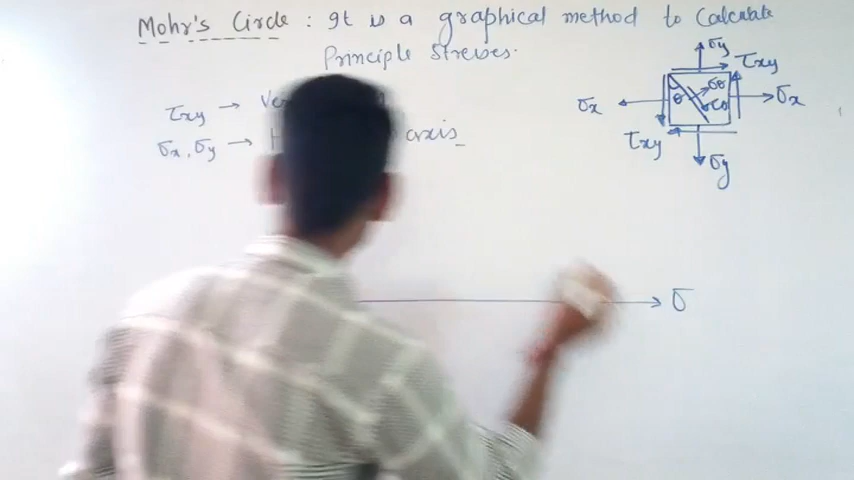 Mohr's Circle : It is a graphical method to Calculate
Principle Stresses.
τxy →
σx, σy → axis
σy
τxy
θ σθ
σx σx
τxy
σy
σ